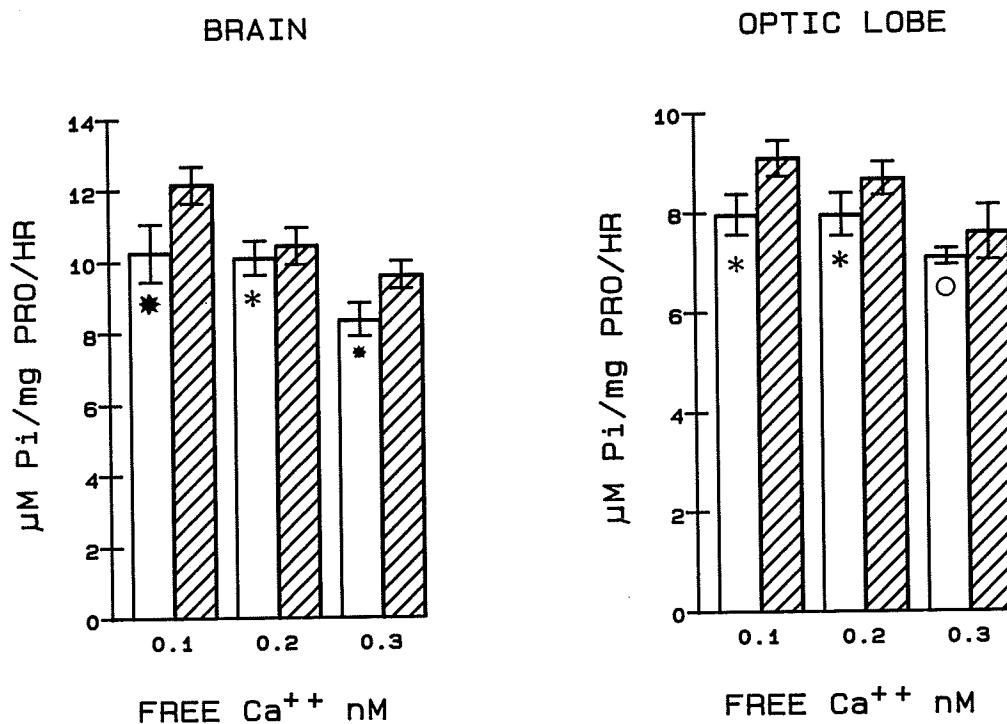 BRAIN
µM Pi/mg PRO/HR
14
12
10
8
6
4
2
0
0.1 0.2 0.3
FREE Ca++ nM
OPTIC LOBE
µM Pi/mg PRO/HR
10
8
6
4
2
0
0.1 0.2 0.3
FREE Ca++ nM